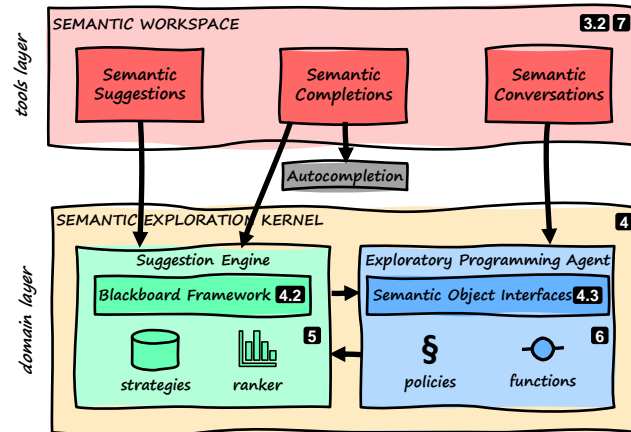 SEMANTIC WORKSPACE
3.2 7
tools layer
Semantic
Suggestions
Semantic
Completions
Semantic
Conversations
Autocompletion
SEMANTIC EXPLORATION KERNEL
4
domain layer
Suggestion Engine
Blackboard Framework 4.2
5
strategies
ranker
Exploratory Programming Agent
Semantic Object Interfaces 4.3
6
§
policies
functions